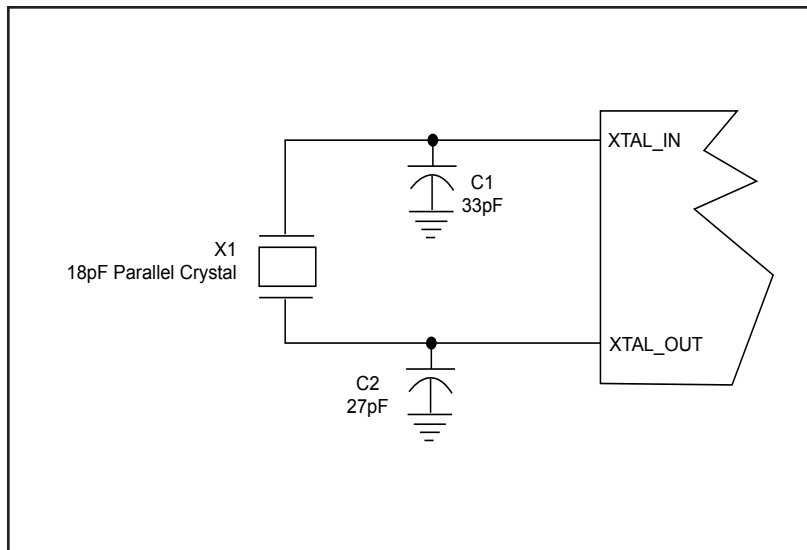 XTAL_IN
C1
33pF
X1
18pF Parallel Crystal
XTAL_OUT
C2
27pF